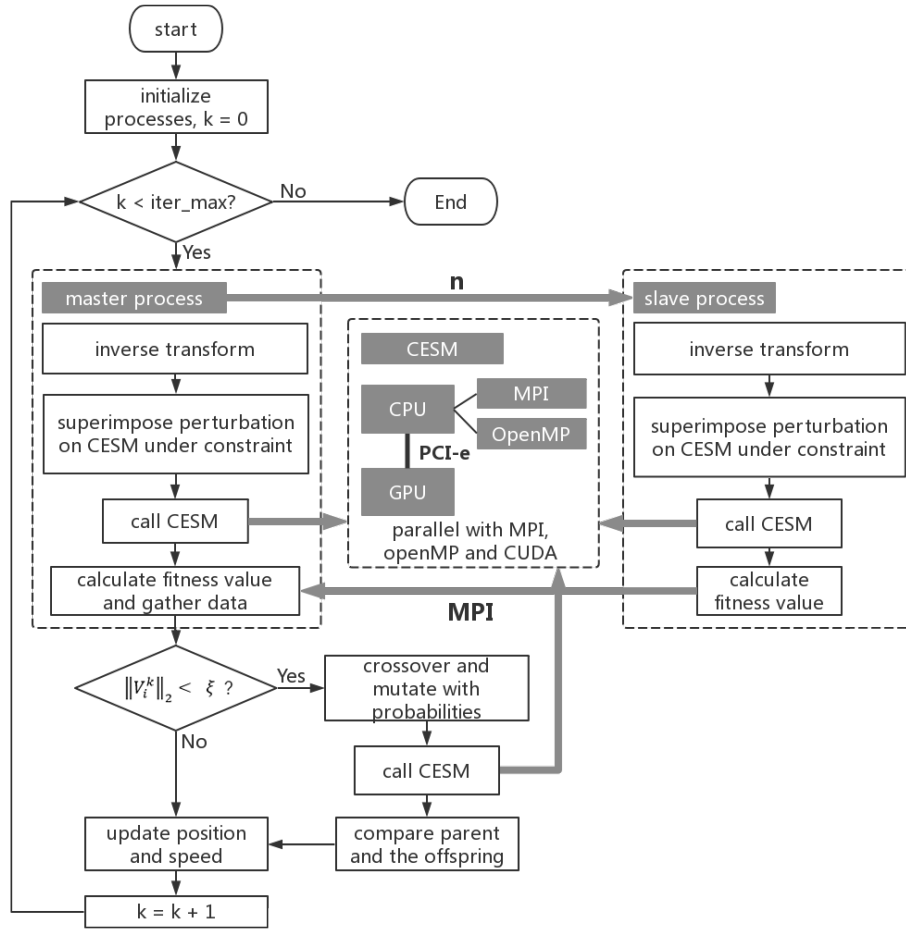 start
initialize
processes, k = 0
k < iter_max?
No
End
Yes
n
master process
slave process
inverse transform
CESM
inverse transform
CPU
MPI
OpenMP
superimpose perturbation
on CESM under constraint
superimpose perturbation
on CESM under constraint
PCI-e
GPU
call CESM
parallel with MPI,
openMP and CUDA
call CESM
calculate fitness value
and gather data
calculate
fitness value
MPI
‖V_i^k‖_2 < ξ ?
Yes
crossover and
mutate with
probabilities
No
call CESM
update position
and speed
compare parent
and the offspring
k = k + 1